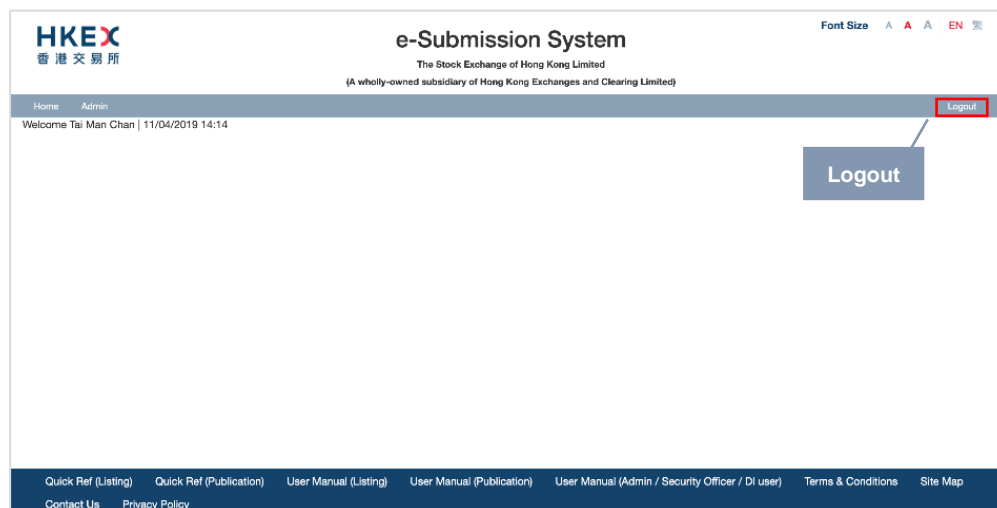 HKEX
香港交易所
e-Submission System
The Stock Exchange of Hong Kong Limited
(A wholly-owned subsidiary of Hong Kong Exchanges and Clearing Limited)
Font Size A A A EN 繁
Home Admin Logout
Welcome Tai Man Chan | 11/04/2019 14:14
Logout
Quick Ref (Listing) Quick Ref (Publication) User Manual (Listing) User Manual (Publication) User Manual (Admin / Security Officer / DI user) Terms & Conditions Site Map
Contact Us Privacy Policy